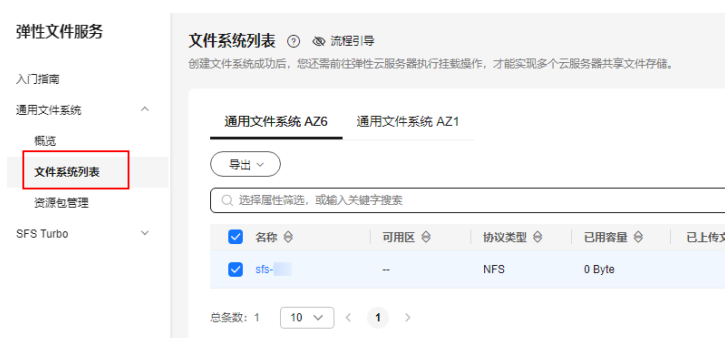 弹性文件服务
入门指南
通用文件系统
概览
文件系统列表
资源包管理
SFS Turbo
文件系统列表 ? 流程引导
创建文件系统成功后，您还需前往弹性云服务器执行挂载操作，才能实现多个云服务器共享文件存储。
通用文件系统 AZ6 通用文件系统 AZ1
导出
选择属性筛选，或输入关键字搜索
名称 可用区 协议类型 已用容量 已上传文
sfs- -- NFS 0 Byte
总条数：1 10 1